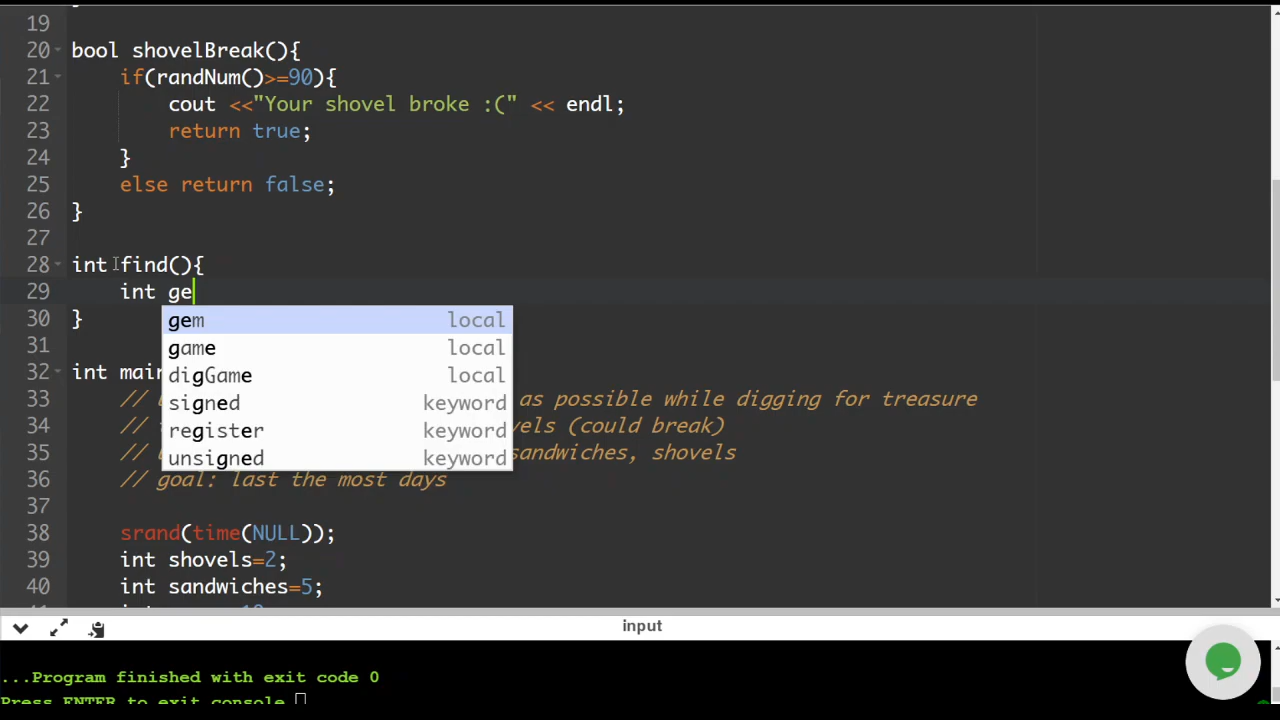 19
20 bool shovelBreak(){
21 if(randNum()>=90){
22 cout <<"Your shovel broke :(" << endl;
23 return true;
24 }
25 else return false;
26 }
27
28 int find(){
29 int ge
30 }
gem local
game local
digGame local
signed keyword
register keyword
unsigned keyword
31
32 int main
33 // as possible while digging for treasure
34 // (could break)
35 // sandwiches, shovels
36 // goal: last the most days
37
38 srand(time(NULL));
39 int shovels=2;
40 int sandwiches=5;
input
...Program finished with exit code 0
Press ENTER to exit console.